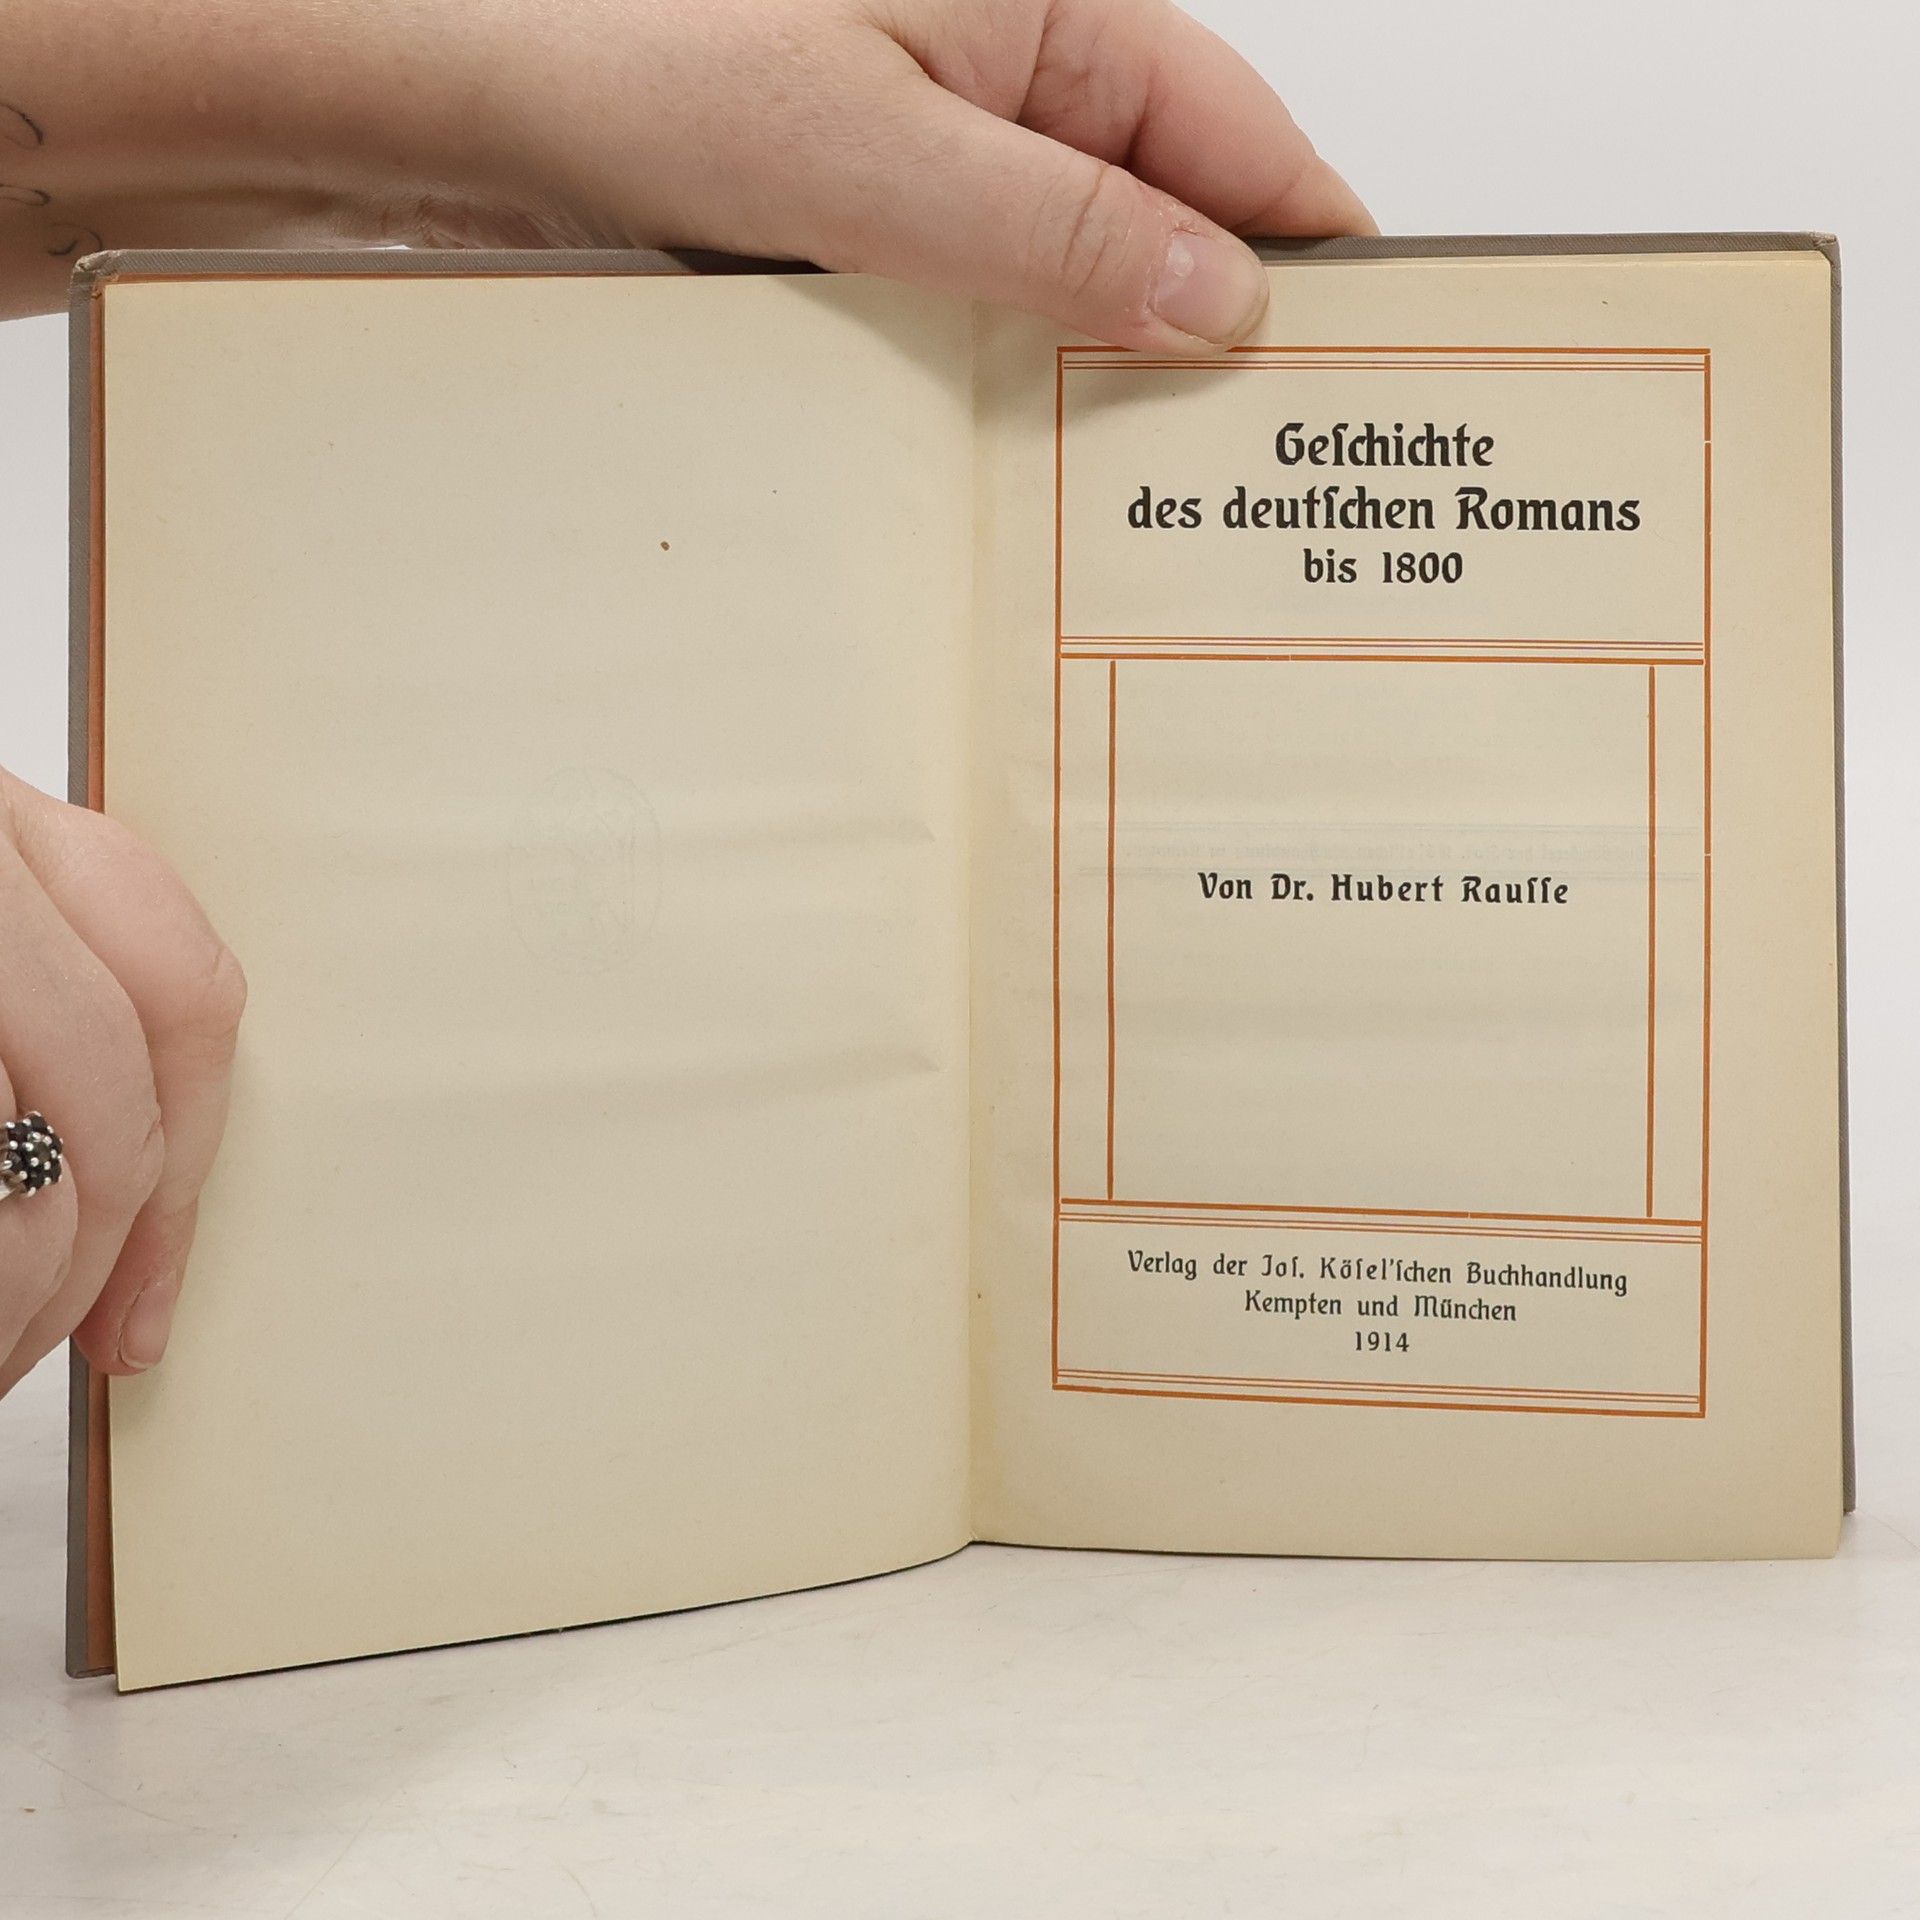 Geſchichte
des deutſchen Romans
bis 1800
Von Dr. Hubert Rauſſe
Verlag der Joſ. Köſel'ſchen Buchhandlung
Kempten und München
1914